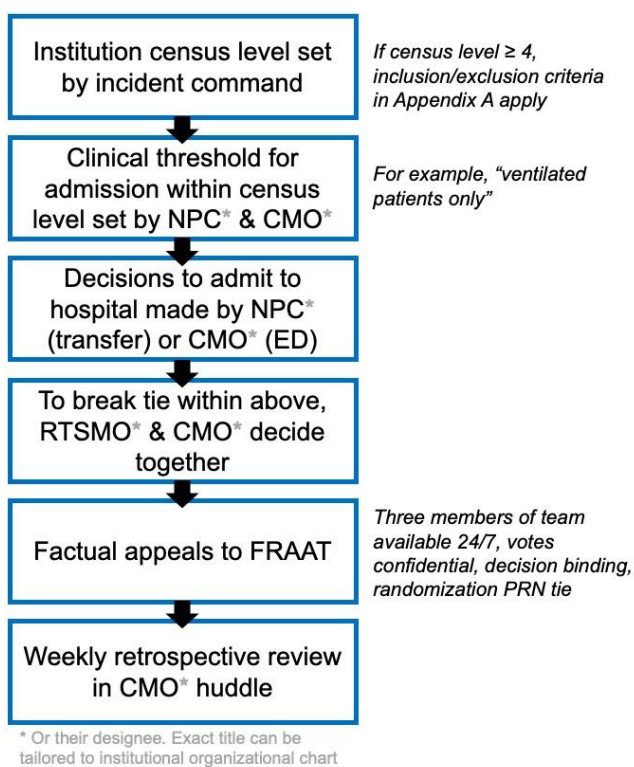 Institution census level set
by incident command
If census level ≥ 4,
inclusion/exclusion criteria
in Appendix A apply
Clinical threshold for
admission within census
level set by NPC* & CMO*
For example, “ventilated
patients only”
Decisions to admit to
hospital made by NPC*
(transfer) or CMO* (ED)
To break tie within above,
RTSMO* & CMO* decide
together
Factual appeals to FRAAT
Three members of team
available 24/7, votes
confidential, decision binding,
randomization PRN tie
Weekly retrospective review
in CMO* huddle
* Or their designee. Exact title can be
tailored to institutional organizational chart